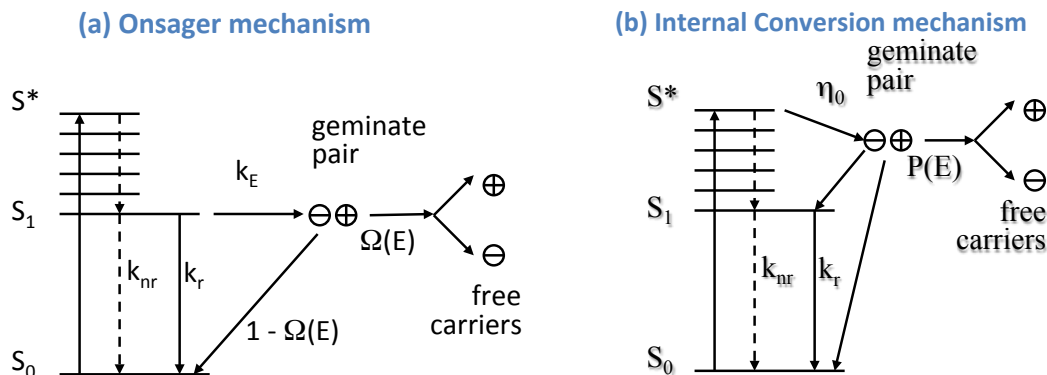 (a) Onsager mechanism
S*
geminate
pair
k_E
S_1
Ω(E)
k_nr
k_r
free
carriers
1 - Ω(E)
S_0
(b) Internal Conversion mechanism
geminate
pair
S*
η_0
P(E)
S_1
free
carriers
k_nr
k_r
S_0